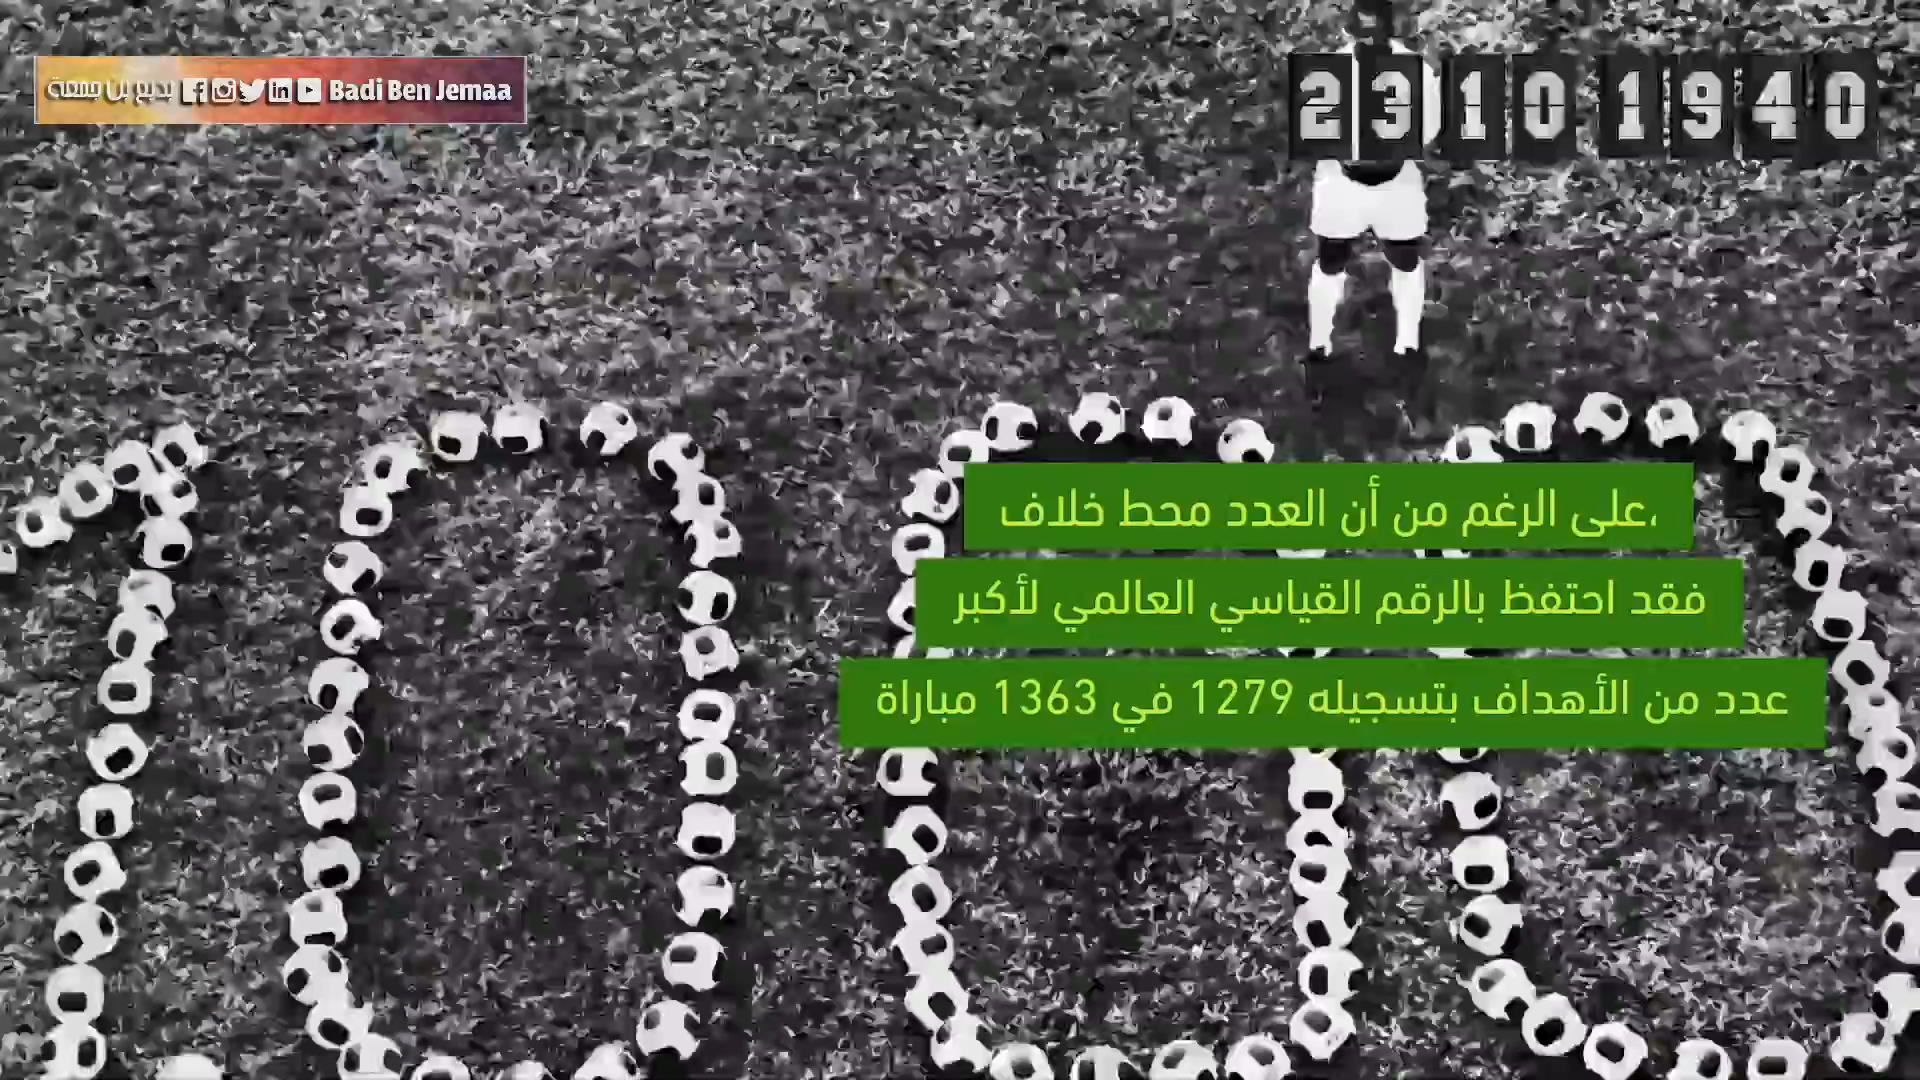 بديع بن جمعة Badi Ben Jemaa
23 10 1940
على الرغم من أن العدد محط خلاف،
فقد احتفظ بالرقم القياسي العالمي لأكبر
عدد من الأهداف بتسجيله 1279 في 1363 مباراة